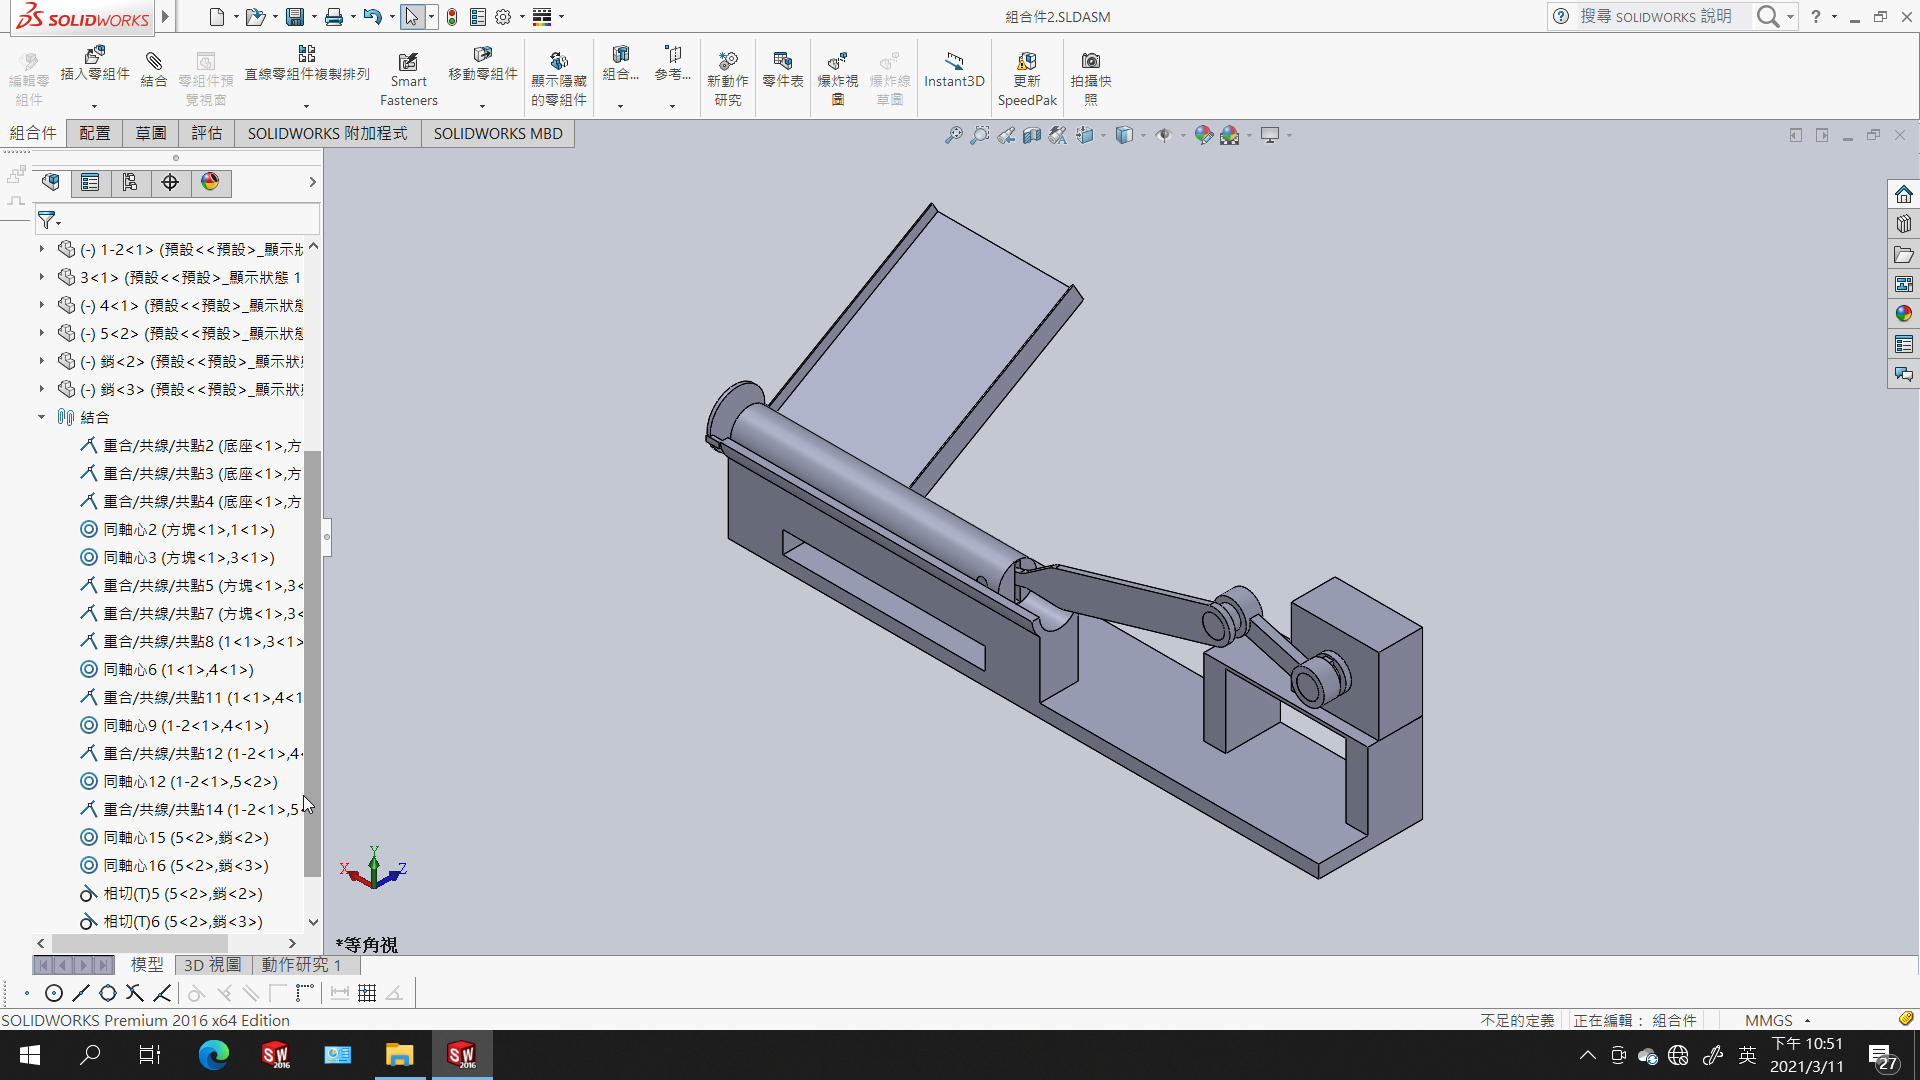 SOLIDWORKS
組合件2.SLDASM
搜尋 SOLIDWORKS 說明
編輯零組件
插入零組件
結合
零組件預覽視窗
直線零組件複製排列
Smart Fasteners
移動零組件
顯示隱藏的零組件
組合...
參考...
新動作研究
零件表
爆炸視圖
爆炸線草圖
Instant3D
更新 SpeedPak
拍攝快照
組合件
配置
草圖
評估
SOLIDWORKS 附加程式
SOLIDWORKS MBD
(-) 1-2<1> (預設<<預設>_顯示狀
3<1> (預設<<預設>_顯示狀態 1
(-) 4<1> (預設<<預設>_顯示狀態
(-) 5<2> (預設<<預設>_顯示狀態
(-) 銷<2> (預設<<預設>_顯示狀態
(-) 銷<3> (預設<<預設>_顯示狀態
結合
重合/共線/共點2 (底座<1>,方
重合/共線/共點3 (底座<1>,方
重合/共線/共點4 (底座<1>,方
同軸心2 (方塊<1>,1<1>)
同軸心3 (方塊<1>,3<1>)
重合/共線/共點5 (方塊<1>,3<
重合/共線/共點7 (方塊<1>,3<
重合/共線/共點8 (1<1>,3<1>
同軸心6 (1<1>,4<1>)
重合/共線/共點11 (1<1>,4<1
同軸心9 (1-2<1>,4<1>)
重合/共線/共點12 (1-2<1>,4<
同軸心12 (1-2<1>,5<2>)
重合/共線/共點14 (1-2<1>,5<
同軸心15 (5<2>,銷<2>)
同軸心16 (5<2>,銷<3>)
相切(T)5 (5<2>,銷<2>)
相切(T)6 (5<2>,銷<3>)
Y
X
Z
*等角視
模型
3D 視圖
動作研究 1
SOLIDWORKS Premium 2016 x64 Edition
不足的定義
正在編輯： 組合件
MMGS
SW 2016
SW 2016
英
下午 10:51
2021/3/11
27